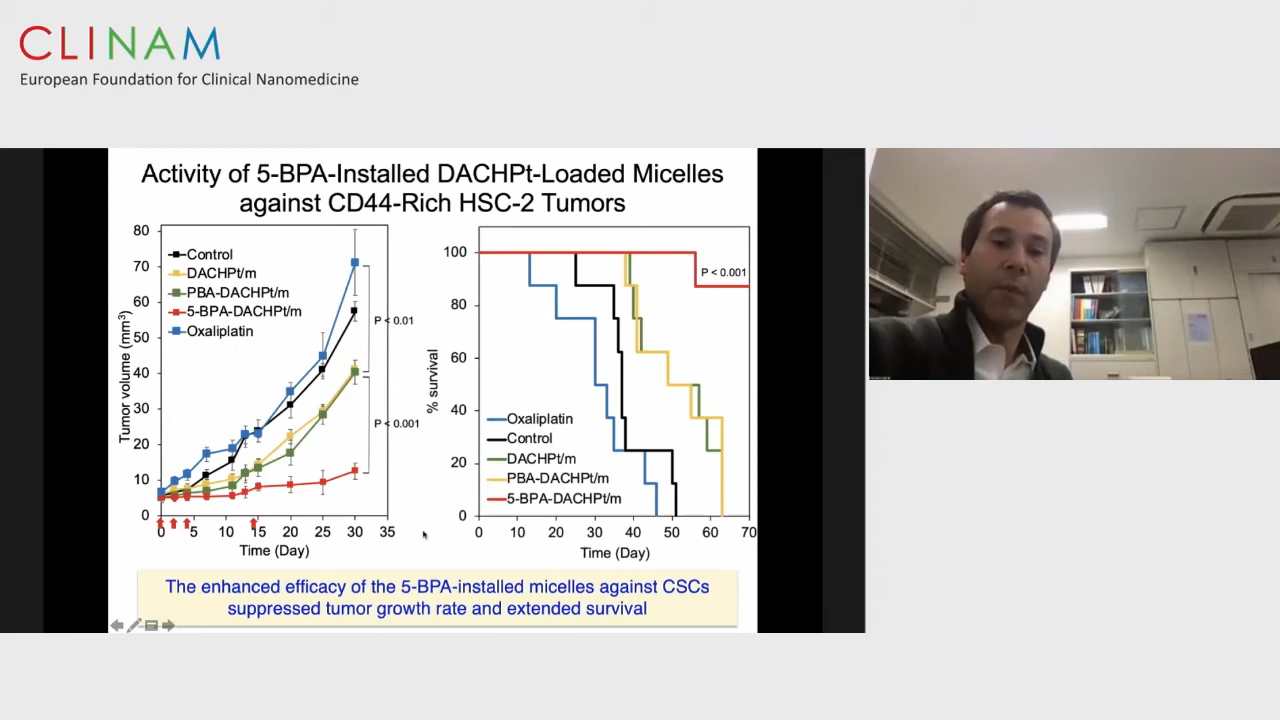 CLINAM
European Foundation for Clinical Nanomedicine
Activity of 5-BPA-Installed DACHPt-Loaded Micelles
against CD44-Rich HSC-2 Tumors
80
70
60
50
40
30
20
10
0
Tumor volume (mm³)
Control
DACHPt/m
PBA-DACHPt/m
5-BPA-DACHPt/m
Oxaliplatin
P < 0.01
P < 0.001
0 5 10 15 20 25 30 35
Time (Day)
100
80
60
40
20
0
% survival
P < 0.001
Oxaliplatin
Control
DACHPt/m
PBA-DACHPt/m
5-BPA-DACHPt/m
0 10 20 30 40 50 60 70
Time (Day)
The enhanced efficacy of the 5-BPA-installed micelles against CSCs
suppressed tumor growth rate and extended survival